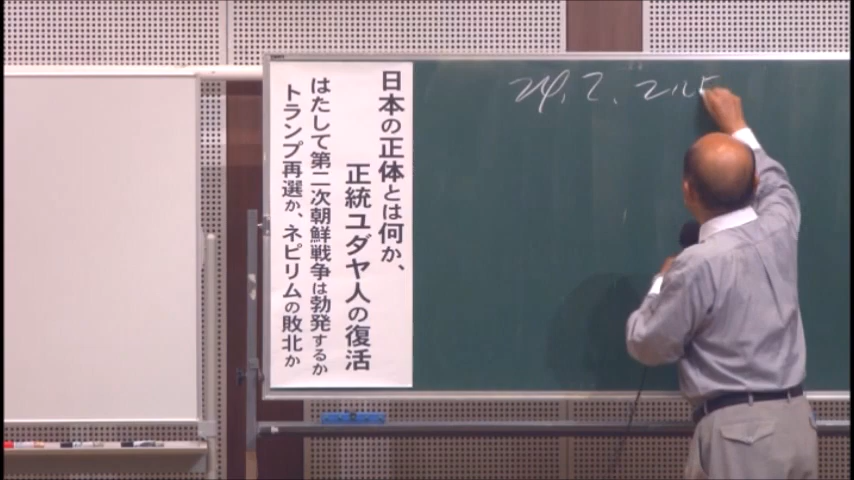 日本の正体とは何か、
正統ユダヤ人の復活
はたして第二次朝鮮戦争は勃発するか
トランプ再選か、ネピリムの敗北か